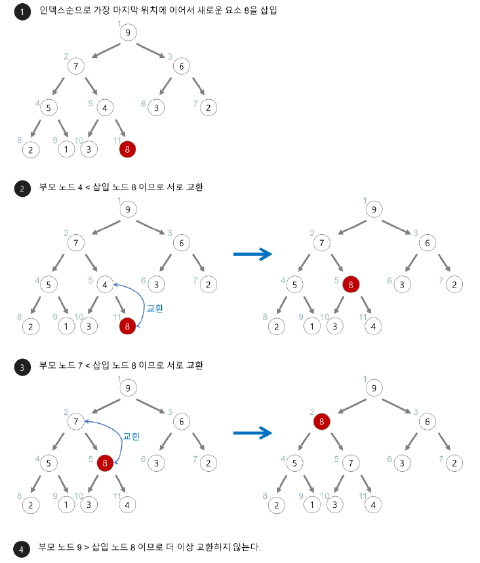 1 인덱스순으로 가장 마지막 위치에 이어서 새로운 요소 8을 삽입
1
9
2 3
7 6
4 5 6 7
5 4 3 2
8 9 10 11
2 1 3 8
2 부모 노드 4 < 삽입 노드 8 이므로 서로 교환
1 1
9 9
2 3 2 3
7 6 7 6
4 5 6 7 4 5 6 7
5 4 3 2 5 8 3 2
교환
8 9 10 11 8 9 10 11
2 1 3 8 2 1 3 4
3 부모 노드 7 < 삽입 노드 8 이므로 서로 교환
1 1
9 9
2 3 2 3
7 6 8 6
교환
4 5 6 7 4 5 6 7
5 8 3 2 5 7 3 2
8 9 10 11 8 9 10 11
2 1 3 4 2 1 3 4
4 부모 노드 9 > 삽입 노드 8 이므로 더 이상 교환하지 않는다.